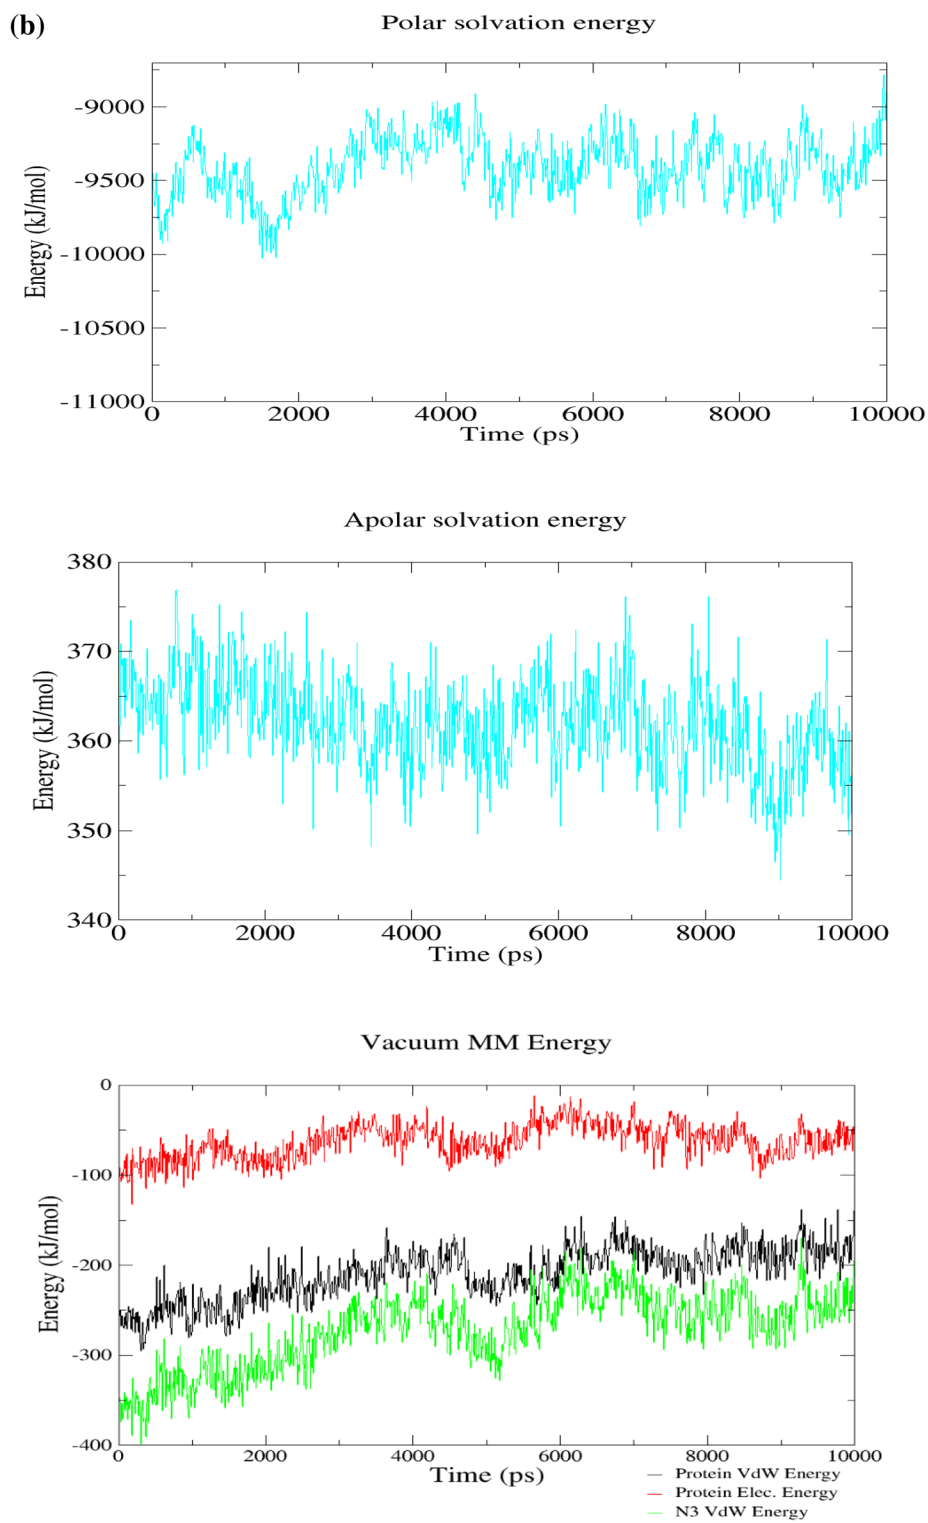 (b)
Polar solvation energy
Energy (kJ/mol)
-9000
-9500
-10000
-10500
-11000
0 2000 4000 6000 8000 10000
Time (ps)
Apolar solvation energy
Energy (kJ/mol)
380
370
360
350
340
0 2000 4000 6000 8000 10000
Time (ps)
Vacuum MM Energy
Energy (kJ/mol)
0
-100
-200
-300
-400
0 2000 4000 6000 8000 10000
Time (ps)
Protein VdW Energy
Protein Elec. Energy
N3 VdW Energy